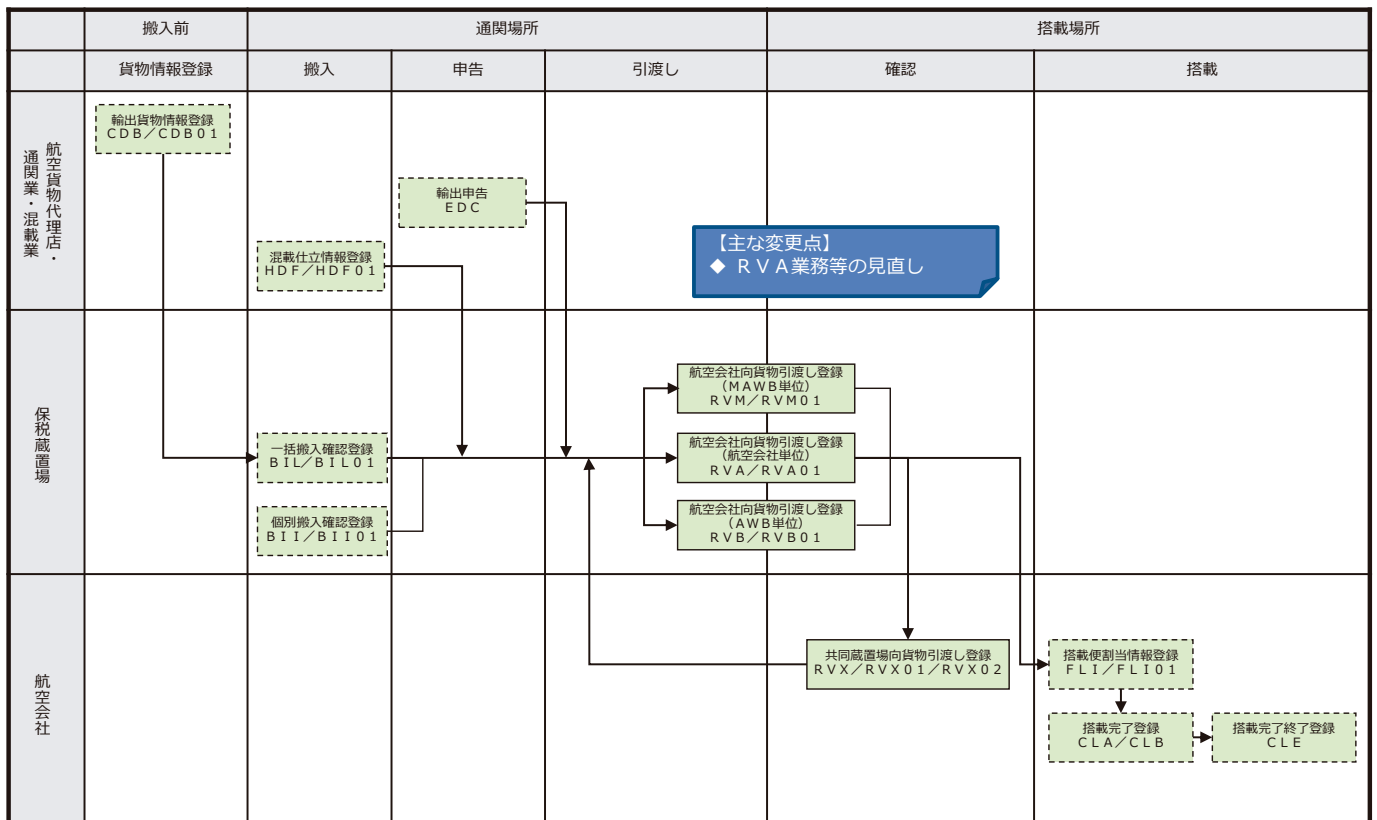 搬入前
通関場所
搭載場所
貨物情報登録
搬入
申告
引渡し
確認
搭載
航空貨物代理店・
通関業・混載業
輸出貨物情報登録
ＣＤＢ／ＣＤＢ０１
輸出申告
ＥＤＣ
混載仕立情報登録
ＨＤＦ／ＨＤＦ０１
【主な変更点】
◆ ＲＶＡ業務等の見直し
保税蔵置場
航空会社向貨物引渡し登録
（ＭＡＷＢ単位）
ＲＶＭ／ＲＶＭ０１
一括搬入確認登録
ＢＩＬ／ＢＩＬ０１
航空会社向貨物引渡し登録
(航空会社単位)
ＲＶＡ／ＲＶＡ０１
個別搬入確認登録
ＢＩＩ／ＢＩＩ０１
航空会社向貨物引渡し登録
（AWB単位）
ＲＶＢ／ＲＶＢ０１
航空会社
共同蔵置場向貨物引渡し登録
ＲＶＸ／ＲＶＸ０１／ＲＶＸ０２
搭載便割当情報登録
ＦＬＩ／ＦＬＩ０１
搭載完了登録
ＣＬＡ／ＣＬＢ
搭載完了終了登録
ＣＬＥ